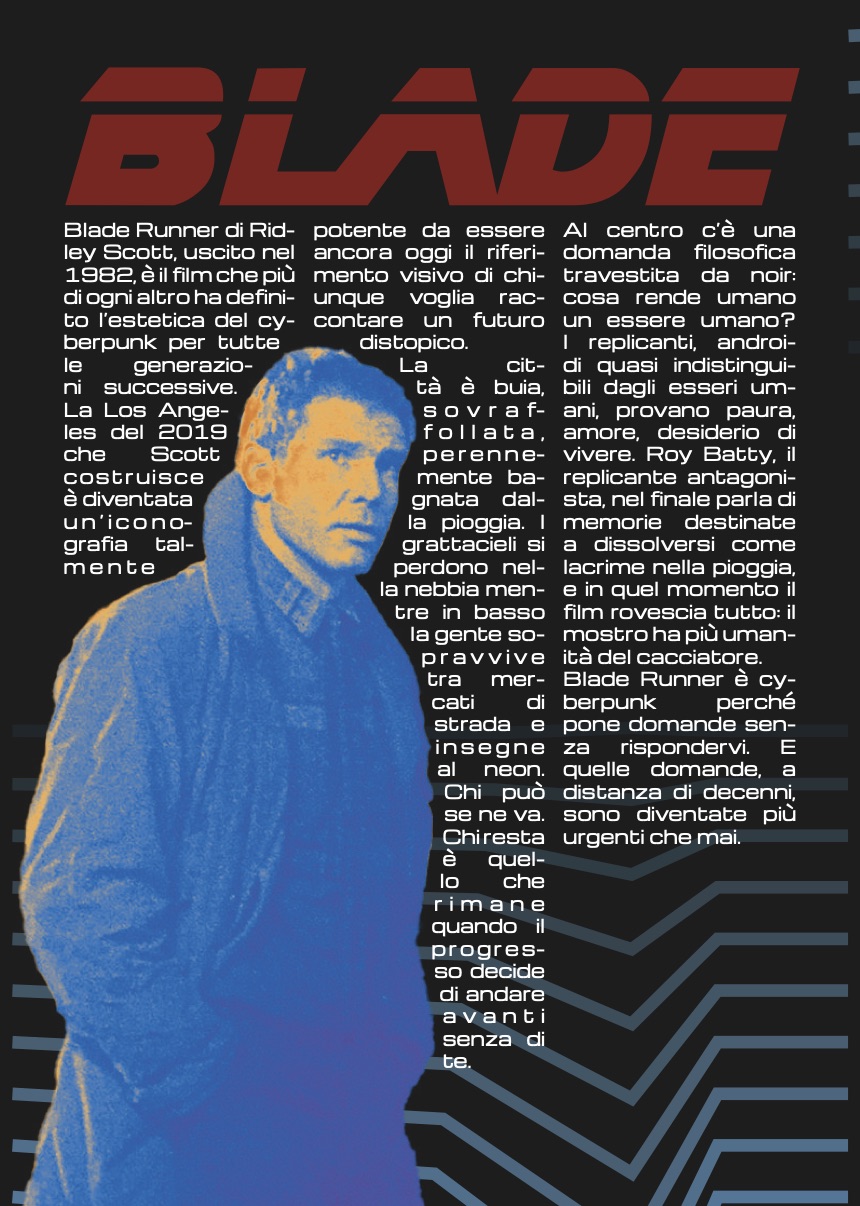 BLADE
Blade Runner di Rid-
ley Scott, uscito nel
1982, è il film che più
di ogni altro ha defini-
to l'estetica del cy-
berpunk per tutte
le generazio-
ni successive.
La Los Ange-
les del 2019
che Scott
costruisce
è diventata
un'icono-
grafia tal-
mente
potente da essere
ancora oggi il riferi-
mento visivo di chi-
unque voglia rac-
contare un futuro
distopico.
La cit-
tà è buia,
sovraf-
follata,
perenne-
mente ba-
gnata dal-
la pioggia. I
grattacieli si
perdono nel-
la nebbia men-
tre in basso
la gente so-
pravvive
tra mer-
cati di
strada e
insegne
al neon.
Chi può
se ne va.
Chi resta
è quel-
lo che
rimane
quando il
progres-
so decide
di andare
avanti
senza di
te.
Al centro c'è una
domanda filosofica
travestita da noir:
cosa rende umano
un essere umano?
I replicanti, androi-
di quasi indistingui-
bili dagli esseri um-
ani, provano paura,
amore, desiderio di
vivere. Roy Batty, il
replicante antagoni-
sta, nel finale parla di
memorie destinate
a dissolversi come
lacrime nella pioggia,
e in quel momento il
film rovescia tutto: il
mostro ha più uman-
ità del cacciatore.
Blade Runner è cy-
berpunk perché
pone domande sen-
za rispondervi. E
quelle domande, a
distanza di decenni,
sono diventate più
urgenti che mai.